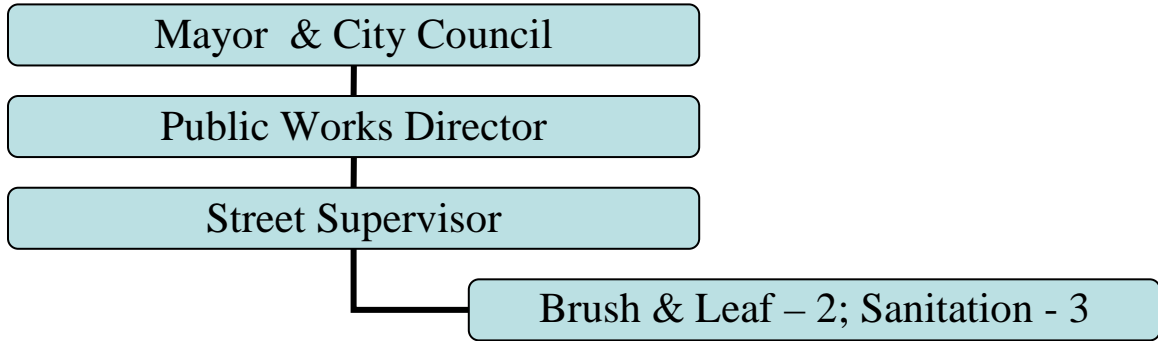 Mayor & City Council
Public Works Director
Street Supervisor
Brush & Leaf – 2; Sanitation - 3